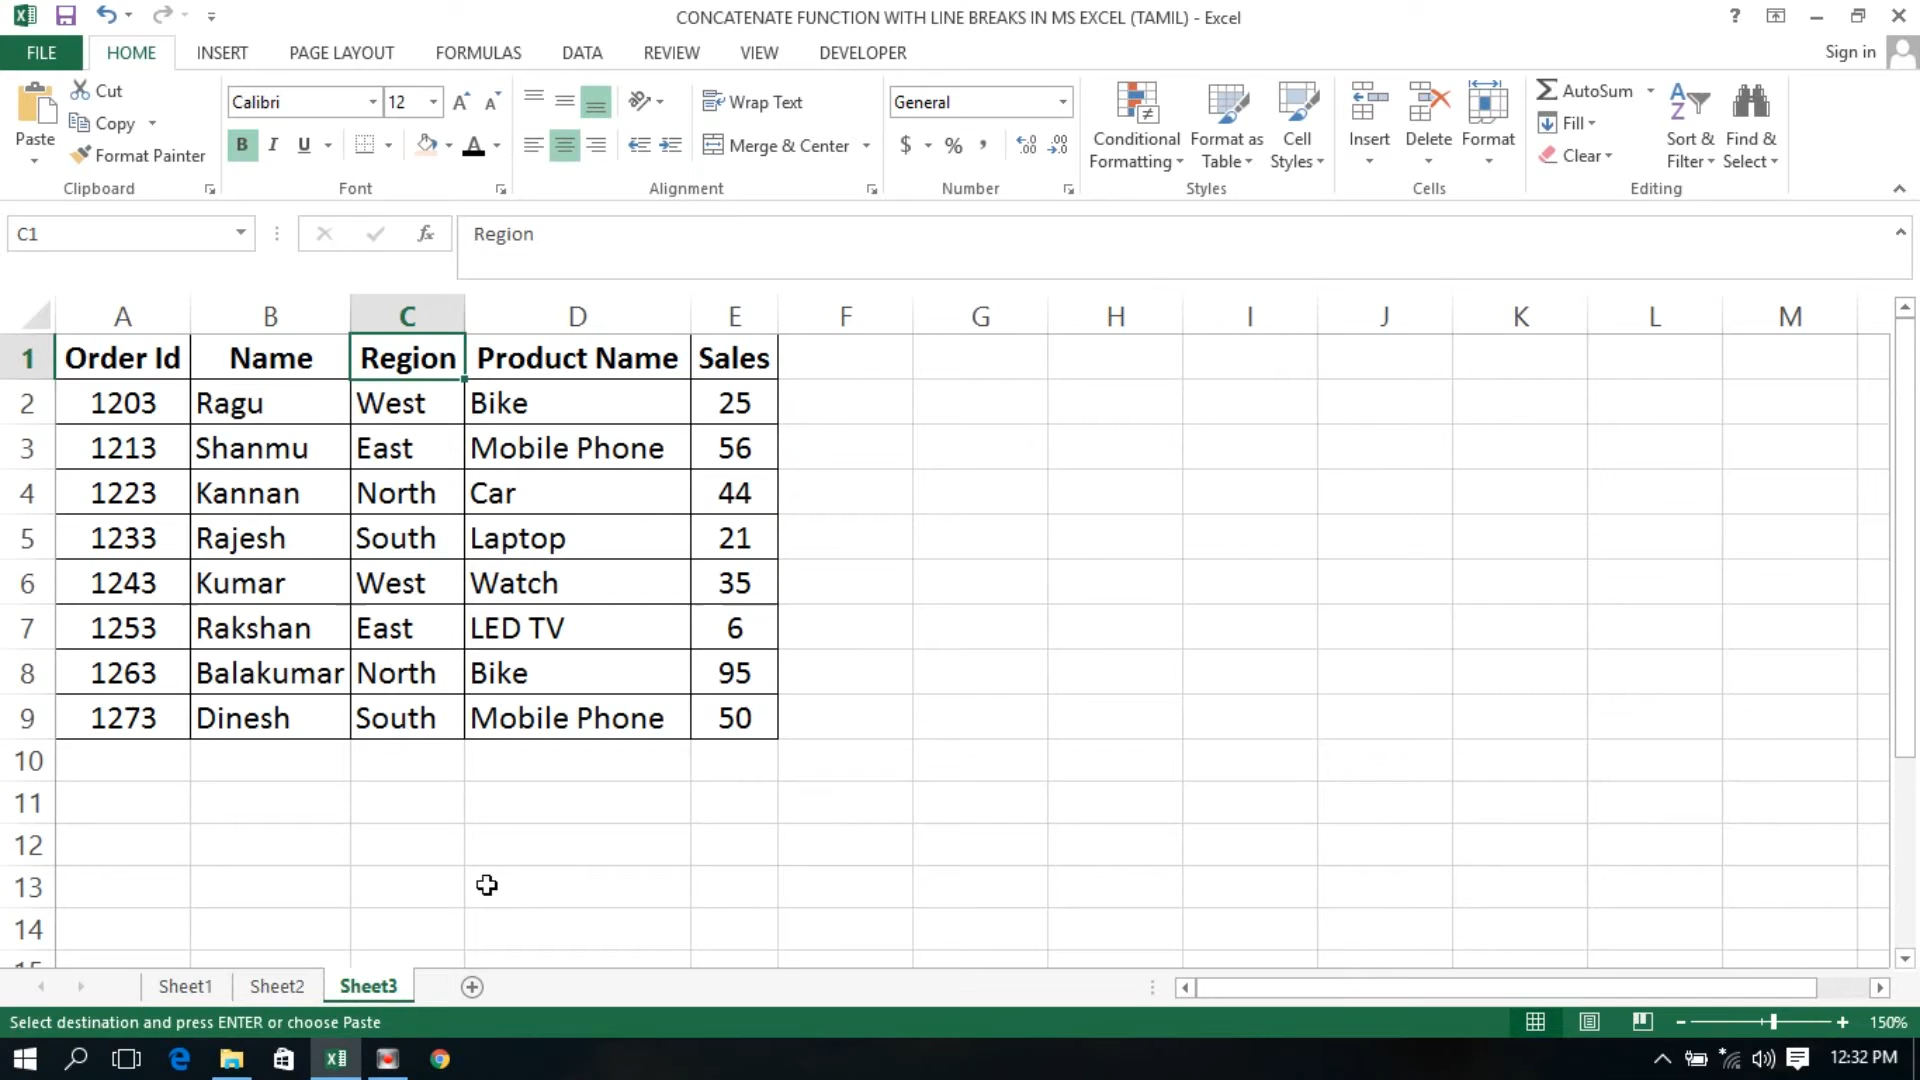 CONCATENATE FUNCTION WITH LINE BREAKS IN MS EXCEL (TAMIL) - Excel
FILE HOME INSERT PAGE LAYOUT FORMULAS DATA REVIEW VIEW DEVELOPER Sign in
Paste Cut Copy Format Painter Clipboard
Calibri 12 B I U A Font
Wrap Text Merge & Center Alignment
General $ % , Number
Conditional Formatting Format as Table Cell Styles Styles
Insert Delete Format Cells
AutoSum Fill Clear Sort & Filter Find & Select Editing
C1 fx Region
A B C D E F G H I J K L M
1 Order Id Name Region Product Name Sales
2 1203 Ragu West Bike 25
3 1213 Shanmu East Mobile Phone 56
4 1223 Kannan North Car 44
5 1233 Rajesh South Laptop 21
6 1243 Kumar West Watch 35
7 1253 Rakshan East LED TV 6
8 1263 Balakumar North Bike 95
9 1273 Dinesh South Mobile Phone 50
10
11
12
13
14
15
Sheet1 Sheet2 Sheet3
Select destination and press ENTER or choose Paste 150%
12:32 PM